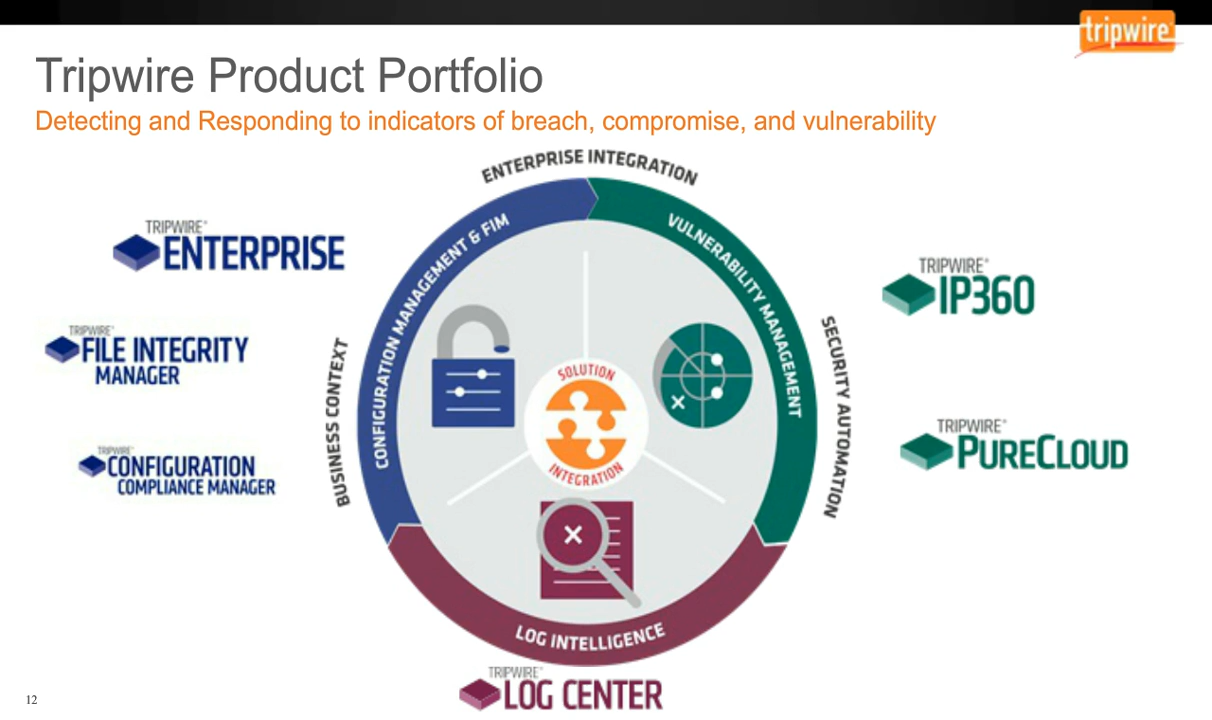 tripwire
Tripwire Product Portfolio
Detecting and Responding to indicators of breach, compromise, and vulnerability
ENTERPRISE INTEGRATION
CONFIGURATION MANAGEMENT & FIM
VULNERABILITY MANAGEMENT
TRIPWIRE®
ENTERPRISE
TRIPWIRE®
IP360
TRIPWIRE®
FILE INTEGRITY
MANAGER
BUSINESS CONTEXT
SECURITY AUTOMATION
SOLUTION
INTEGRATION
TRIPWIRE®
CONFIGURATION
COMPLIANCE MANAGER
TRIPWIRE®
PURECLOUD
LOG INTELLIGENCE
TRIPWIRE®
LOG CENTER
12